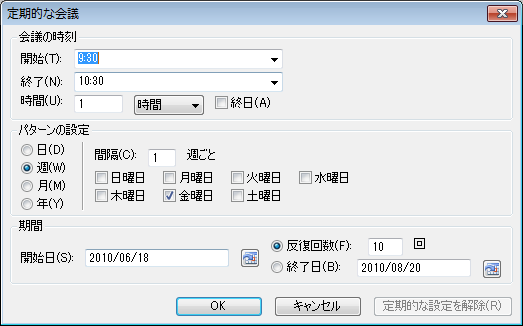 定期的な会議
会議の時刻
開始(T): 9:30
終了(N): 10:30
時間(U): 1 時間 終日(A)
パターンの設定
日(D)
週(W)
月(M)
年(Y)
間隔(C): 1 週ごと
日曜日 月曜日 火曜日 水曜日
木曜日 金曜日 土曜日
期間
開始日(S): 2010/06/18
反復回数(F): 10 回
終了日(B): 2010/08/20
OK キャンセル 定期的な設定を解除(R)